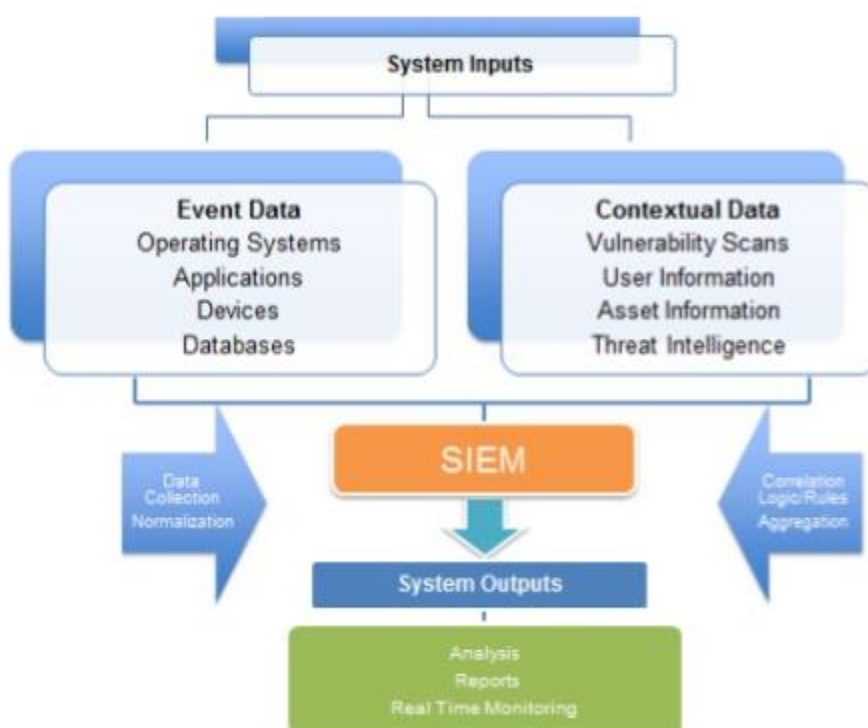 System Inputs
Event Data
Operating Systems
Applications
Devices
Databases
Contextual Data
Vulnerability Scans
User Information
Asset Information
Threat Intelligence
Data
Collection
Normalization
SIEM
Correlation
Logic/Rules
Aggregation
System Outputs
Analysis
Reports
Real Time Monitoring